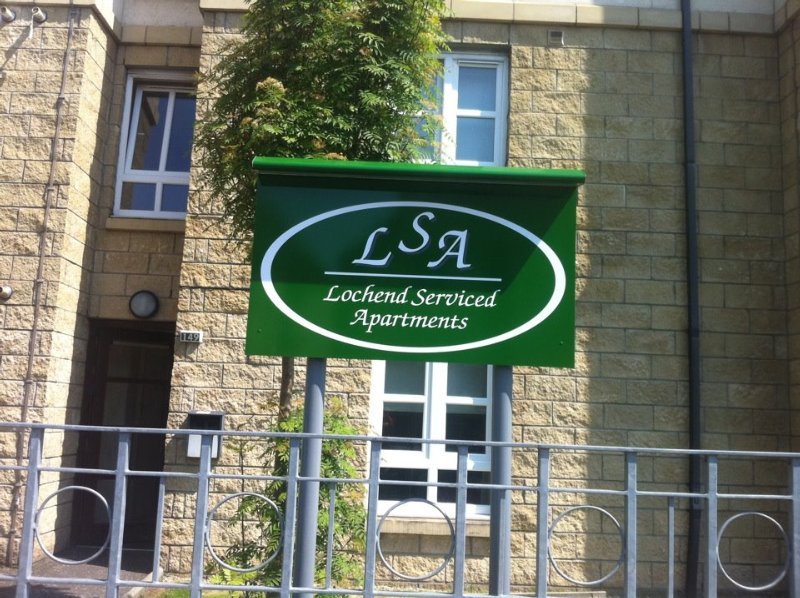 LSA
Lochend Serviced
Apartments
149